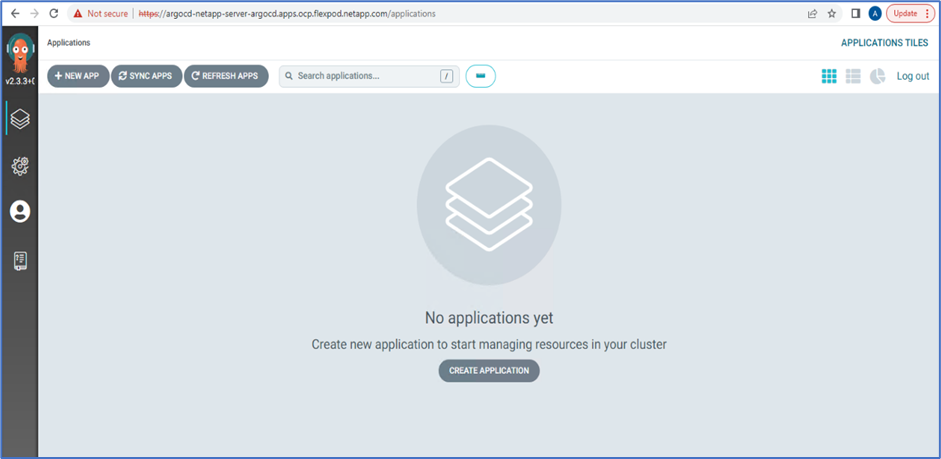 Not secure
https://argocd-netapp-server-argocd.apps.ocp.flexpod.netapp.com/applications
A
Update
Applications
APPLICATIONS TILES
v2.3.3+(
+ NEW APP
SYNC APPS
REFRESH APPS
Search applications...
/
Log out
No applications yet
Create new application to start managing resources in your cluster
CREATE APPLICATION